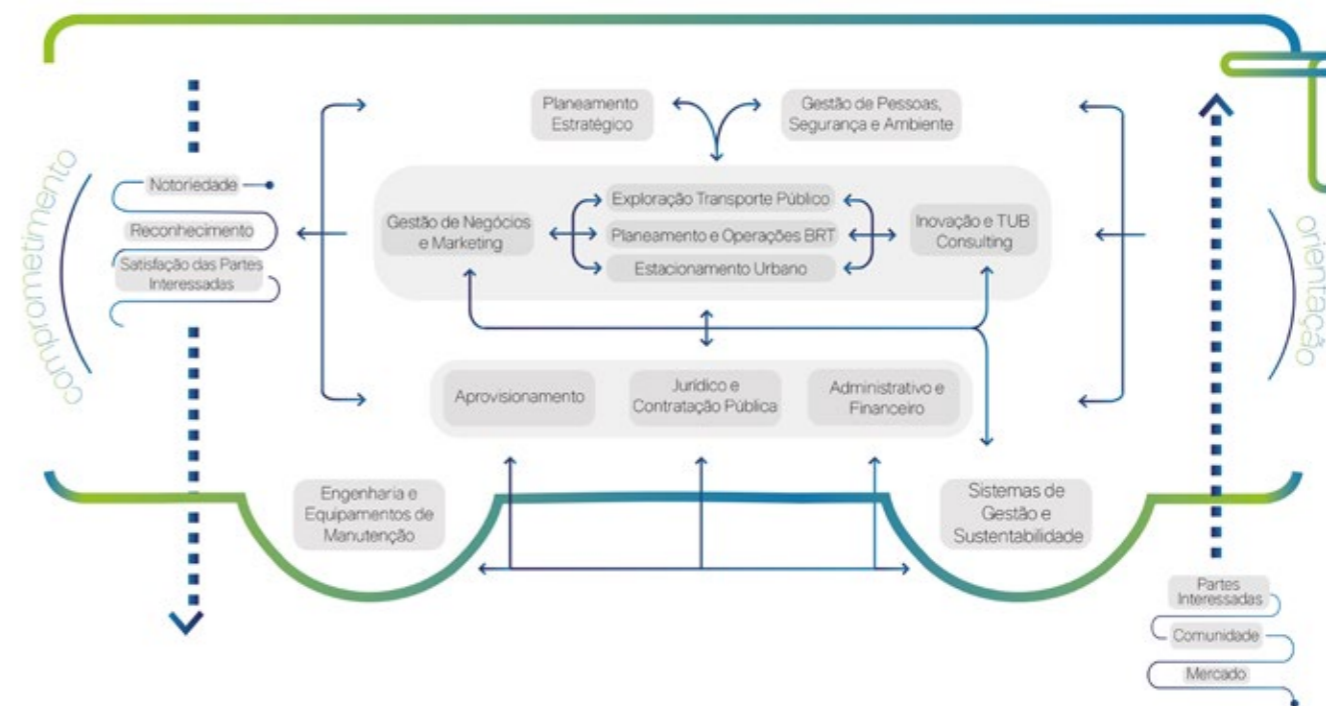 Planeamento
Estratégico
Gestão de Pessoas,
Segurança e Ambiente
comprometimento
Notoriedade
Reconhecimento
Satisfação das Partes
Interessadas
Gestão de Negócios
e Marketing
Exploração Transporte Público
Planeamento e Operações BRT
Estacionamento Urbano
Inovação e TUB
Consulting
orientação
Aprovisionamento
Jurídico e
Contratação Pública
Administrativo e
Financeiro
Engenharia e
Equipamentos de
Manutenção
Sistemas de
Gestão e
Sustentabilidade
Partes
Interessadas
Comunidade
Mercado